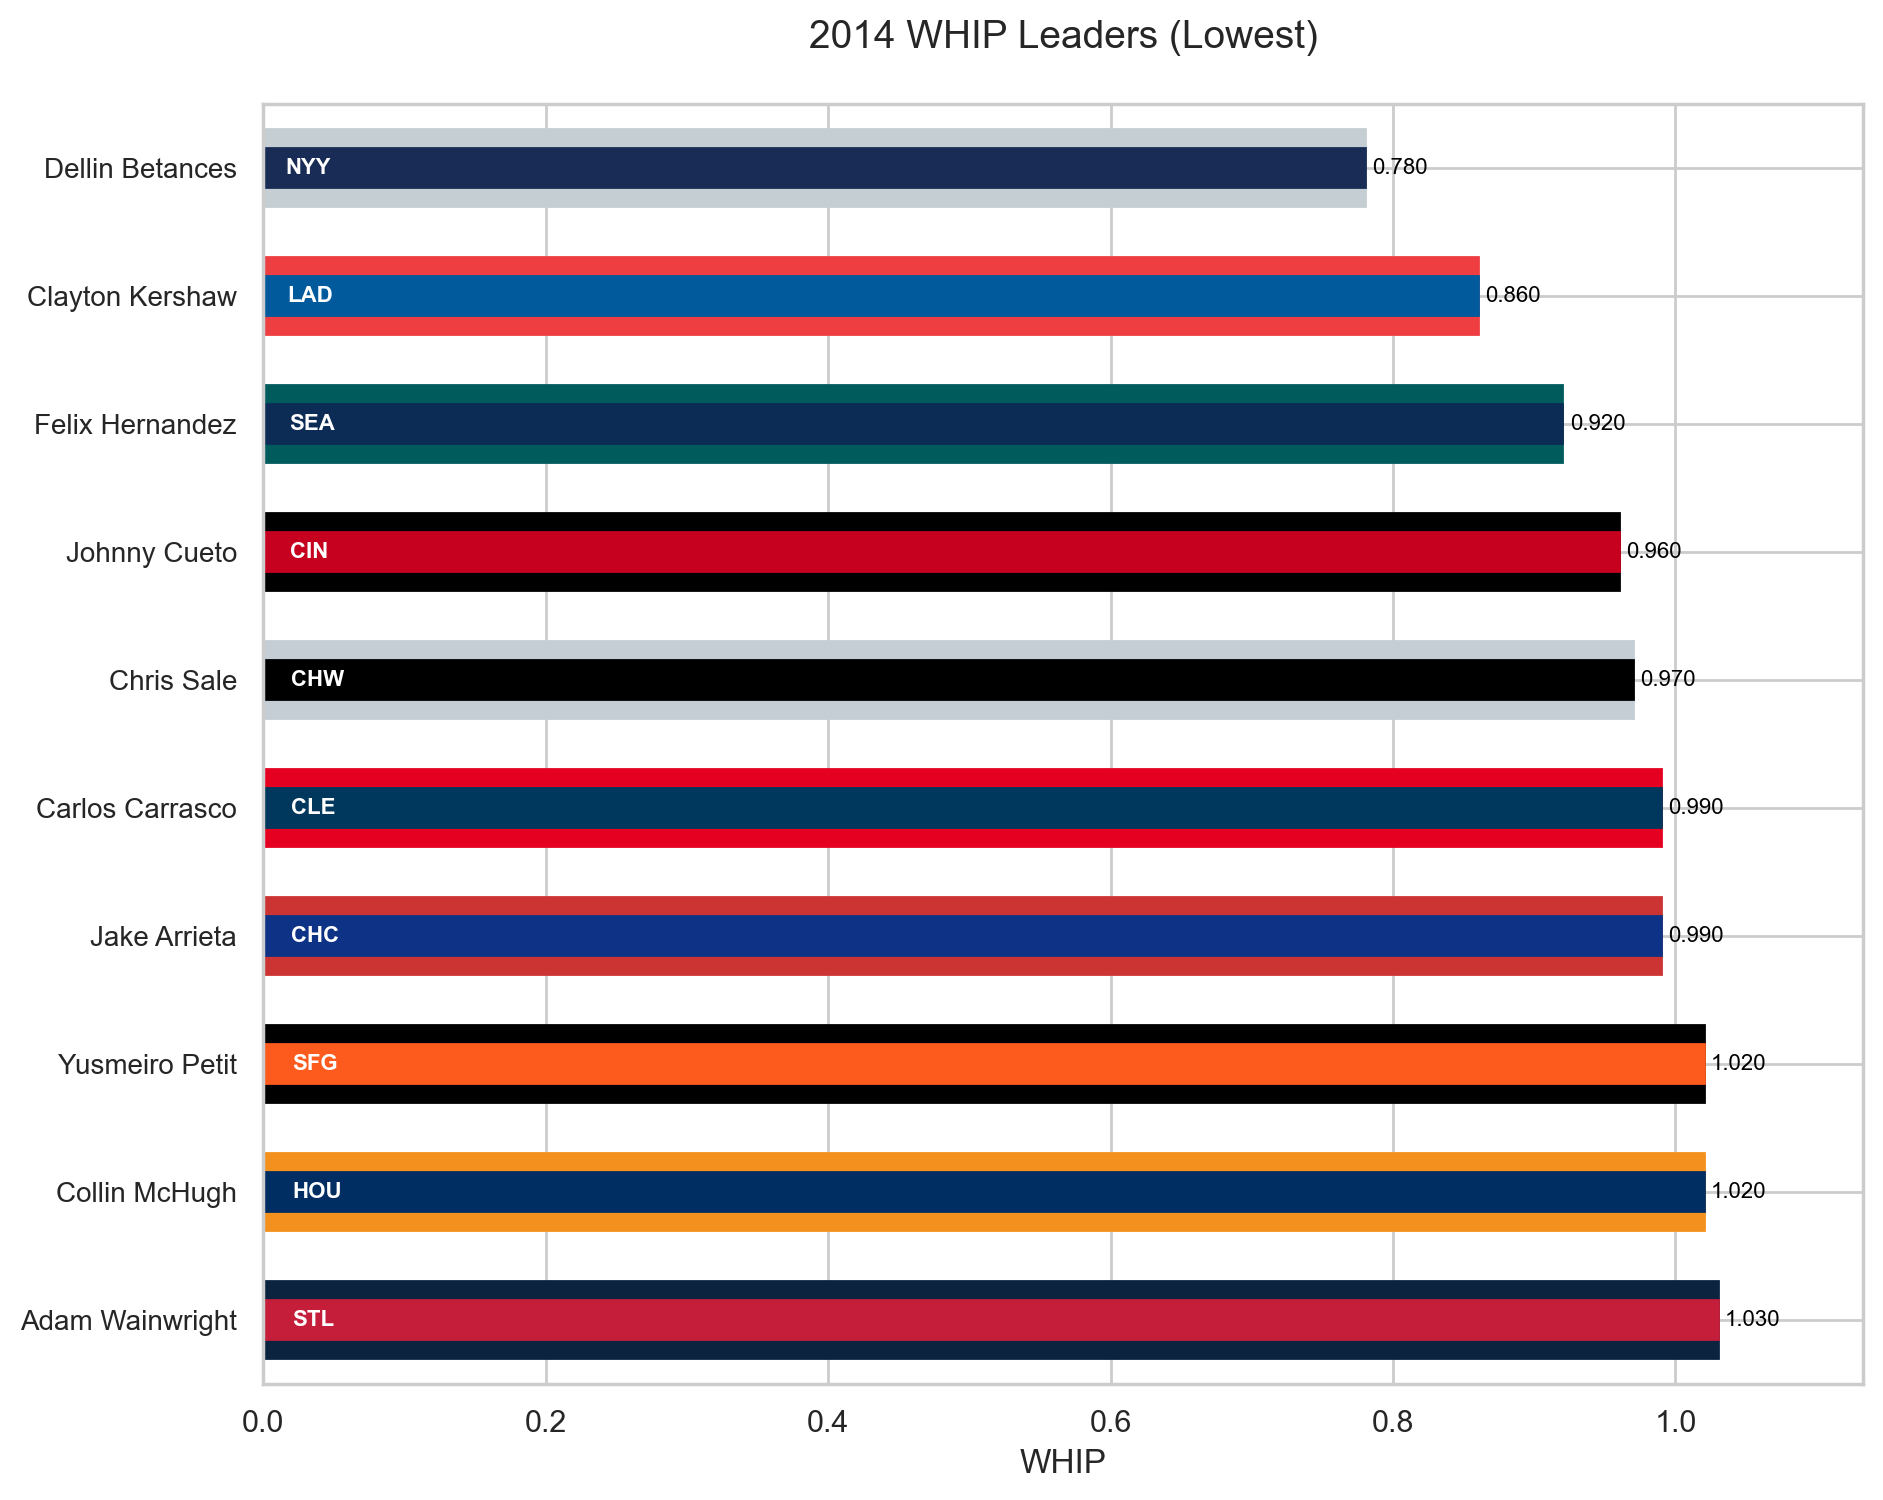 2014 WHIP Leaders (Lowest)
Dellin Betances NYY 0.780
Clayton Kershaw LAD 0.860
Felix Hernandez SEA 0.920
Johnny Cueto CIN 0.960
Chris Sale CHW 0.970
Carlos Carrasco CLE 0.990
Jake Arrieta CHC 0.990
Yusmeiro Petit SFG 1.020
Collin McHugh HOU 1.020
Adam Wainwright STL 1.030
0.0 0.2 0.4 0.6 0.8 1.0
WHIP